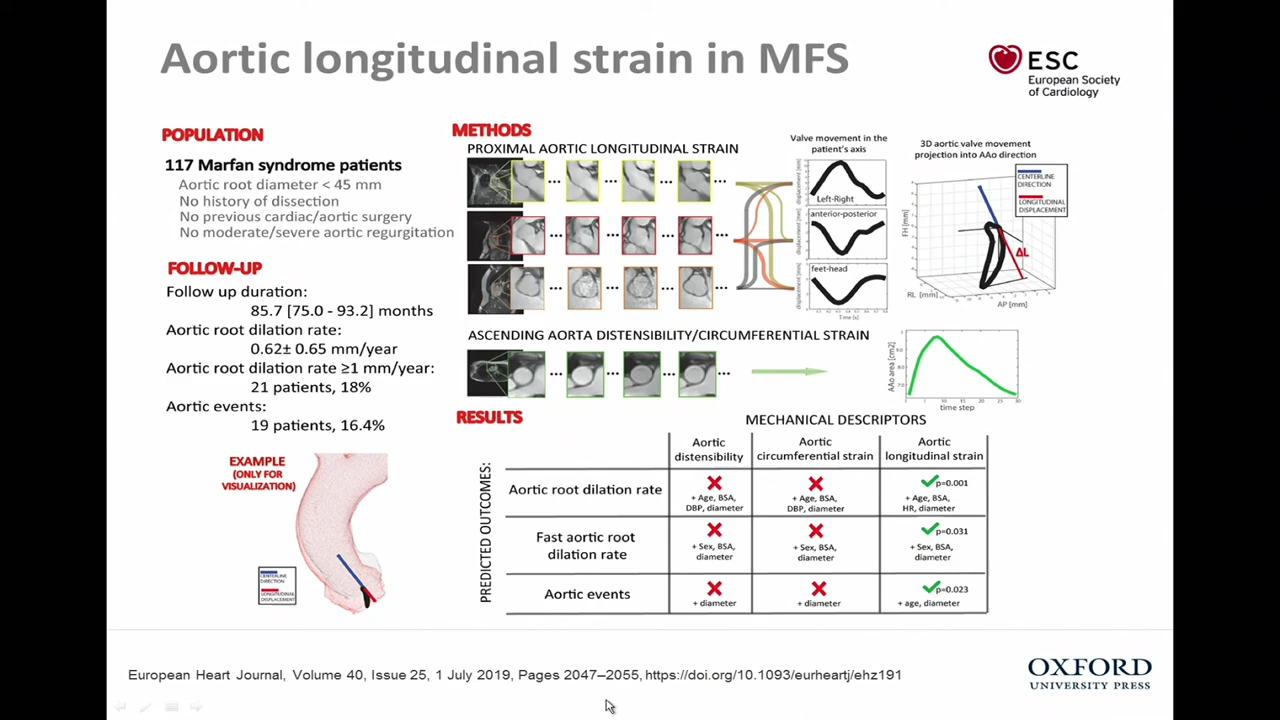 Aortic longitudinal strain in MFS
ESC
European Society
of Cardiology
POPULATION
117 Marfan syndrome patients
Aortic root diameter < 45 mm
No history of dissection
No previous cardiac/aortic surgery
No moderate/severe aortic regurgitation
FOLLOW-UP
Follow up duration:
85.7 [75.0 - 93.2] months
Aortic root dilation rate:
0.62± 0.65 mm/year
Aortic root dilation rate ≥1 mm/year:
21 patients, 18%
Aortic events:
19 patients, 16.4%
EXAMPLE
(ONLY FOR
VISUALIZATION)
CENTERLINE
DIRECTION
LONGITUDINAL
DISPLACEMENT
METHODS
PROXIMAL AORTIC LONGITUDINAL STRAIN
Valve movement in the
patient's axis
displacement [mm]
Left-Right
displacement [mm]
anterior-posterior
displacement [mm]
feet-head
Time [s]
3D aortic valve movement
projection into AAo direction
CENTERLINE
DIRECTION
LONGITUDINAL
DISPLACEMENT
FH [mm]
ΔL
RL [mm]
AP [mm]
ASCENDING AORTA DISTENSIBILITY/CIRCUMFERENTIAL STRAIN
AAo area [cm2]
time step
RESULTS
MECHANICAL DESCRIPTORS
PREDICTED OUTCOMES:
Aortic
distensibility
Aortic
circumferential strain
Aortic
longitudinal strain
Aortic root dilation rate
+ Age, BSA,
DBP, diameter
+ Age, BSA,
DBP, diameter
p=0.001
+ Age, BSA,
HR, diameter
Fast aortic root
dilation rate
+ Sex, BSA,
diameter
+ Sex, BSA,
diameter
p=0.031
+ Sex, BSA,
diameter
Aortic events
+ diameter
+ diameter
p=0.023
+ age, diameter
European Heart Journal, Volume 40, Issue 25, 1 July 2019, Pages 2047–2055, https://doi.org/10.1093/eurheartj/ehz191
OXFORD
UNIVERSITY PRESS